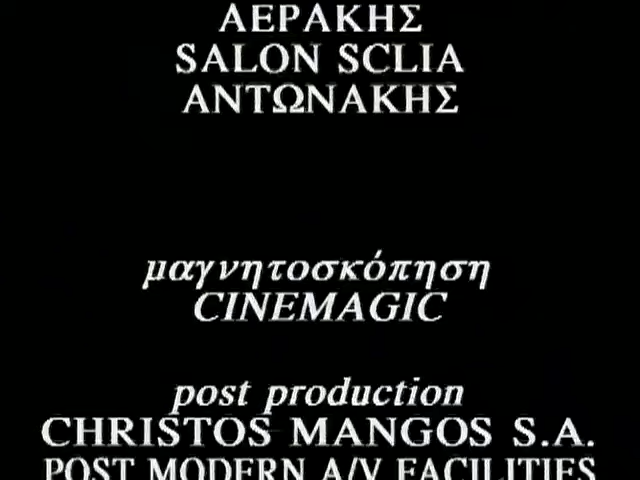 ΑΕΡΑΚΗΣ
SALON SCLIA
ΑΝΤΩΝΑΚΗΣ
μαγνητοσκόπηση
CINEMAGIC
post production
CHRISTOS MANGOS S.A.
POST MODERN A/V FACILITIES